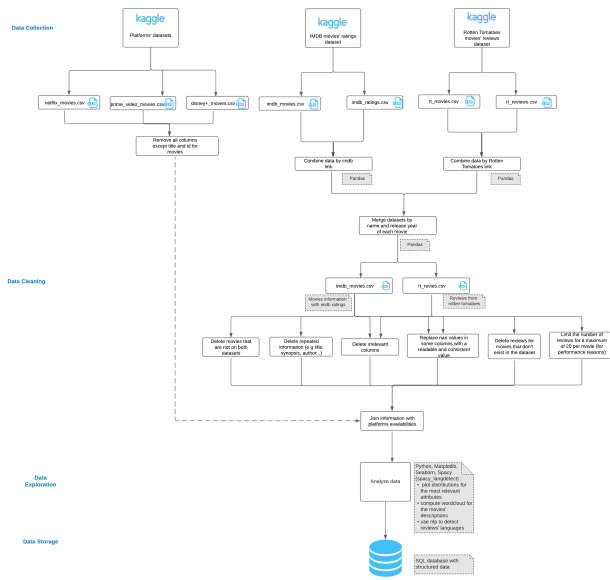 Data Collection
kaggle
Platforms' datasets
kaggle
IMDB movies' ratings
dataset
kaggle
Rotten Tomatoes
movies' reviews
dataset
netflix_movies.csv
prime_video_movies.csv
disney+_movies.csv
imdb_movies.csv
imdb_ratings.csv
rt_movies.csv
rt_reviews.csv
Remove all columns
except title and id for
movies
Combine data by imdb
link
Pandas
Combine data by Rotten
Tomatoes link
Pandas
Merge datasets by
name and release year
of each movie
Pandas
Data Cleaning
imdb_movies.csv
rt_revies.csv
Movies information
with imdb ratings
Reviews from
rotten tomatoes
Delete movies that
are not on both
datasets
Delete repeated
information (e.g title,
synopsis, author...)
Delete irrelevant
columns
Replace nan values in
some columns with a
readable and consistent
value
Delete reviews for
movies that don't
exist in the dataset
Limit the number of
reviews for a maximum
of 20 per movie (for
performance reasons)
Join information with
platforms availabilities
Data
Exploration
Analyse data
Python, Matplotlib,
Seaborn, Spacy
(spacy_langdetect)
• plot distributions for
the most relevant
attributes
• compute wordcloud for
the movies'
descriptions
• use nlp to detect
reviews' languages
Data Storage
SQL database with
structured data